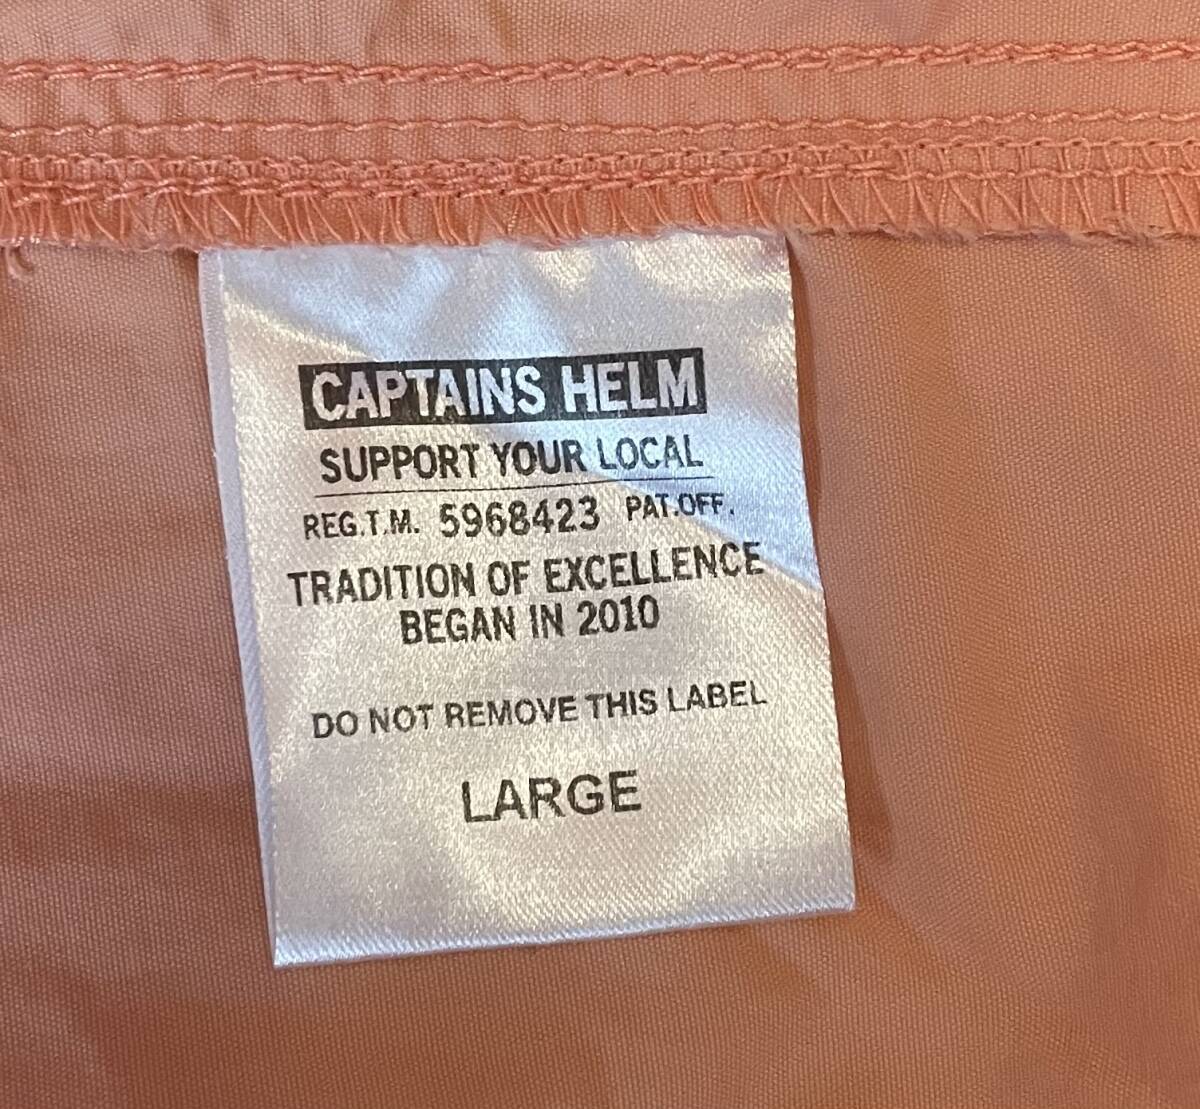 CAPTAINS HELM
SUPPORT YOUR LOCAL
REG.T.M. 5968423 PAT.OFF.
TRADITION OF EXCELLENCE
BEGAN IN 2010
DO NOT REMOVE THIS LABEL
LARGE